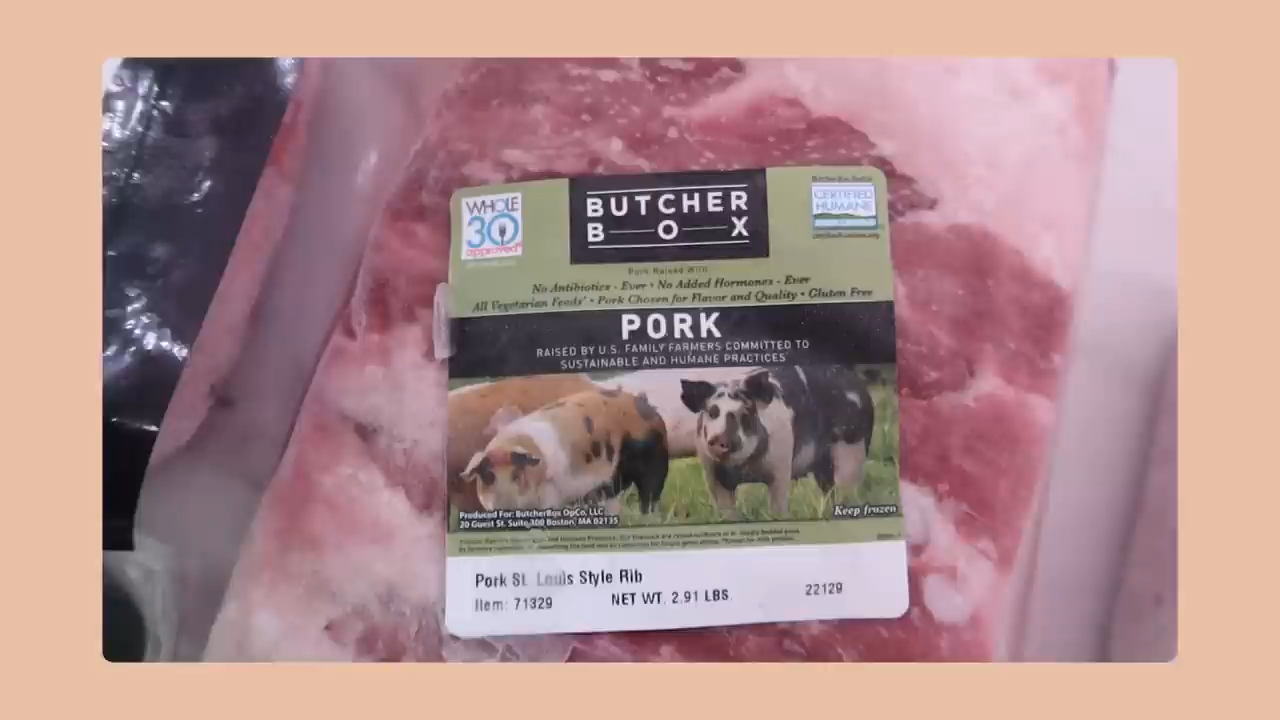 WHOLE
30
approved
BUTCHER
BOX
CERTIFIED
HUMANE
Pork Raised With
No Antibiotics - Ever • No Added Hormones - Ever
All Vegetarian Feeds* • Pork Chosen for Flavor and Quality • Gluten Free
PORK
RAISED BY U.S. FAMILY FARMERS COMMITTED TO
SUSTAINABLE AND HUMANE PRACTICES
Produced For: ButcherBox OpCo, LLC
20 Guest St. Suite 300 Boston, MA 02135
Keep frozen
Pork St. Louis Style Rib
Item: 71329 NET WT. 2.91 LBS. 22129